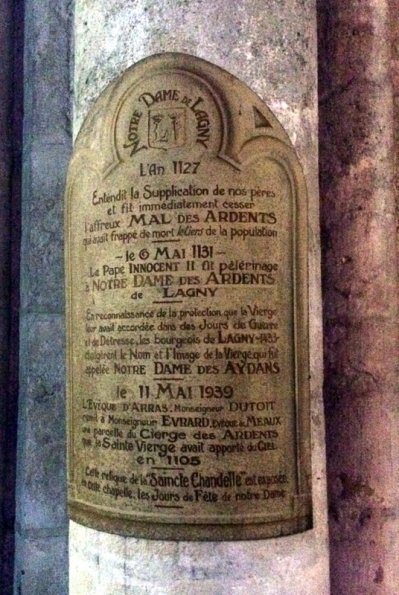 NOTRE DAME DE LAGNY
L'AN 1127
Entendit la Supplication de nos pères
et fit immédiatement cesser
l'affreux MAL DES ARDENTS
qui avait frappé de mort le tiers de la population
- le 6 MAI 1131 -
Le Pape INNOCENT II fit pèlerinage
à NOTRE DAME DES ARDENTS
de LAGNY
En reconnaissance de la protection que la Vierge
leur avait accordée dans des Jours de Guerre
et de Détresse, les bourgeois de LAGNY-1433-
le Nom et l'Image de la Vierge qui fut
appelée NOTRE DAME DES AYDANS
le 11 MAI 1939
L'ÉVÊQUE D'ARRAS, Monseigneur DUTOIT
à Monseigneur EVRARD, ÉVÊQUE de MEAUX
une parcelle du Cierge DES ARDENTS
que la Sainte Vierge avait apporté du CIEL
en 1105
Cette relique de la "Saincte Chandelle" est exposée
en cette chapelle, les Jours de Fête de notre Dame